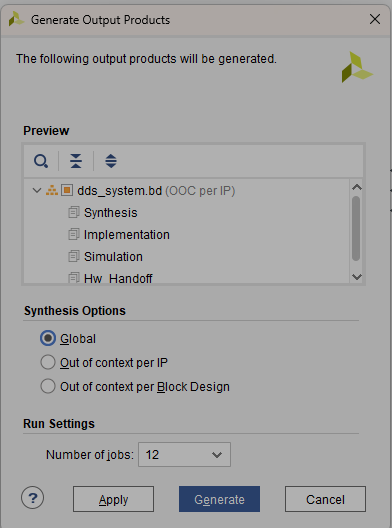 Generate Output Products
The following output products will be generated.
Preview
dds_system.bd (OOC per IP)
Synthesis
Implementation
Simulation
Hw_Handoff
Synthesis Options
Global
Out of context per IP
Out of context per Block Design
Run Settings
Number of jobs: 12
? Apply Generate Cancel